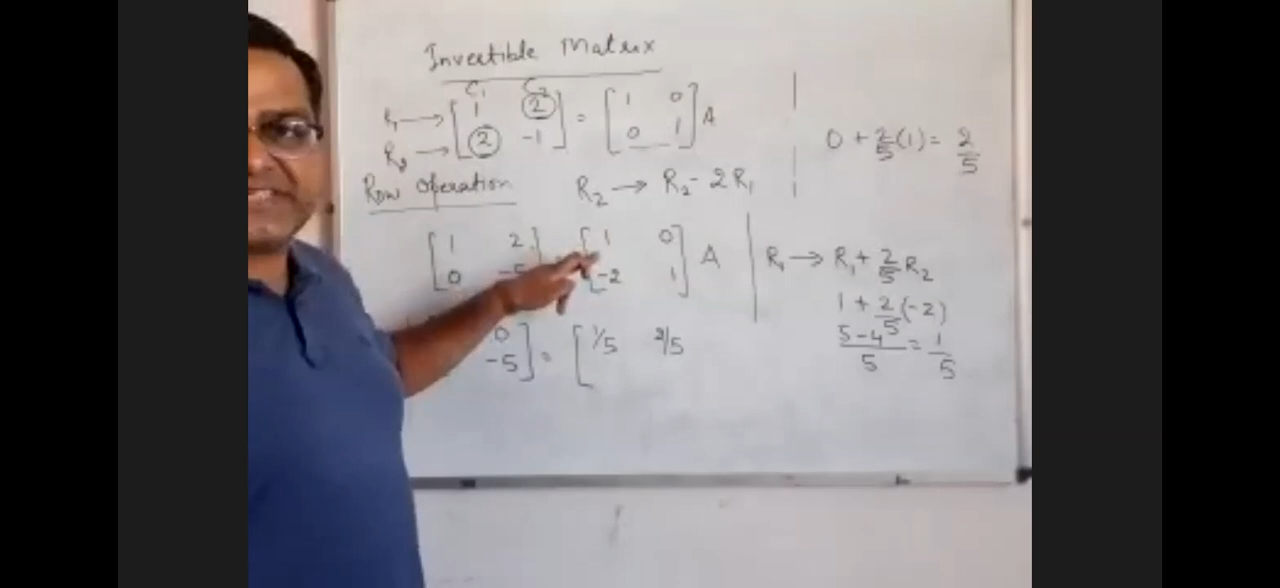 Invertible Matrix
C₁ C₂
R₁ → [ 1 2 ] = [ 1 0 ] A
R₂ → [ 2 -1 ] [ 0 1 ]
0 + 2/5 (1) = 2/5
Row Operation R₂ → R₂ - 2R₁
[ 1 2 ] [ 1 0 ] A
[ 0 -5 ] [ -2 1 ]
R₁ → R₁ + 2/5 R₂
1 + 2/5 (-2)
5-4/5 = 1/5
0 ] = [ 1/5 2/5
-5 ]